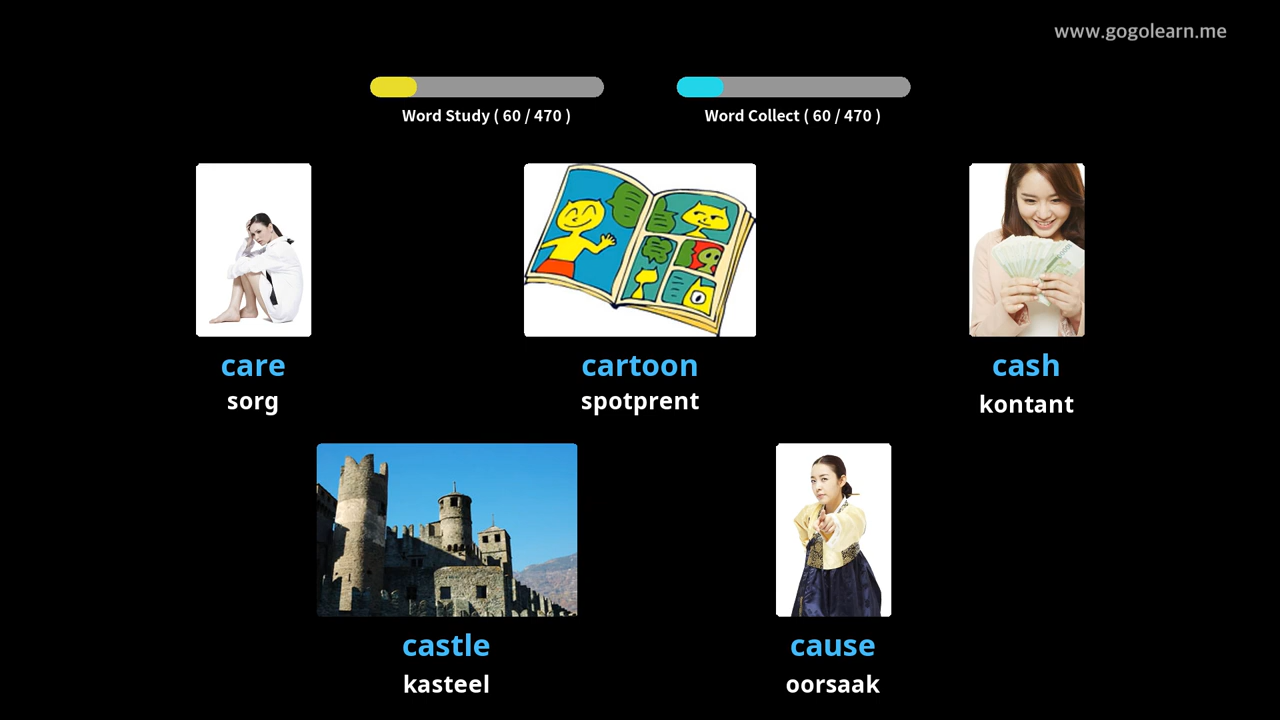 www.gogolearn.me
Word Study ( 60 / 470 )
Word Collect ( 60 / 470 )
care
sorg
cartoon
spotprent
cash
kontant
castle
kasteel
cause
oorsaak